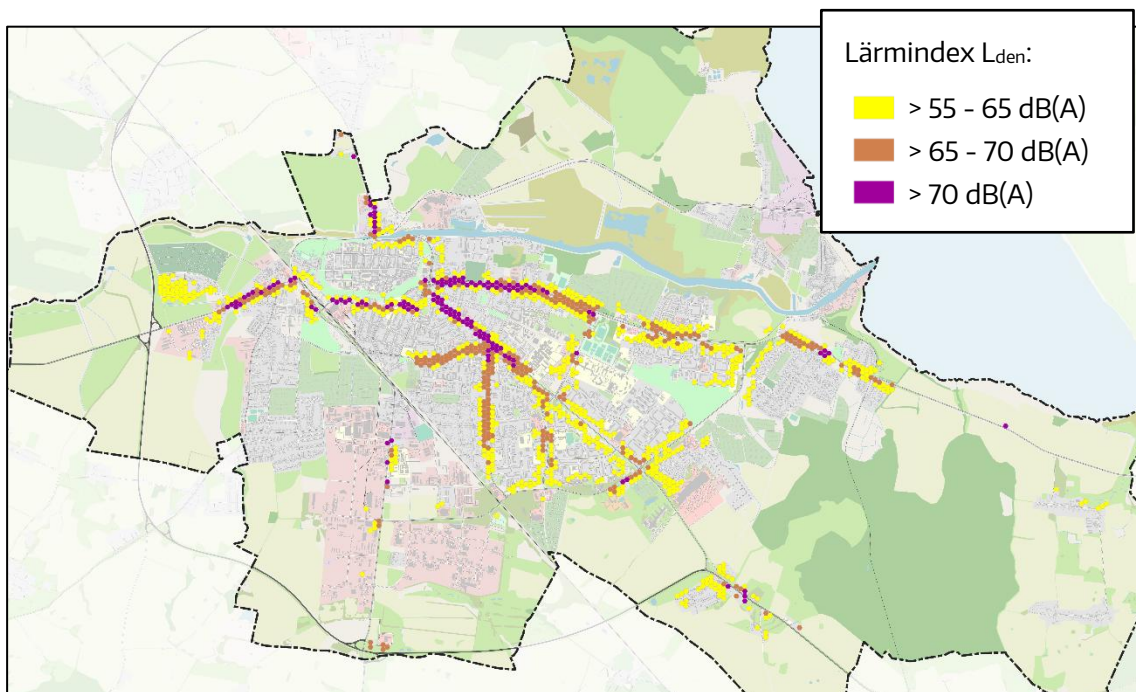 Lärmindex Lden:
> 55 - 65 dB(A)
> 65 - 70 dB(A)
> 70 dB(A)